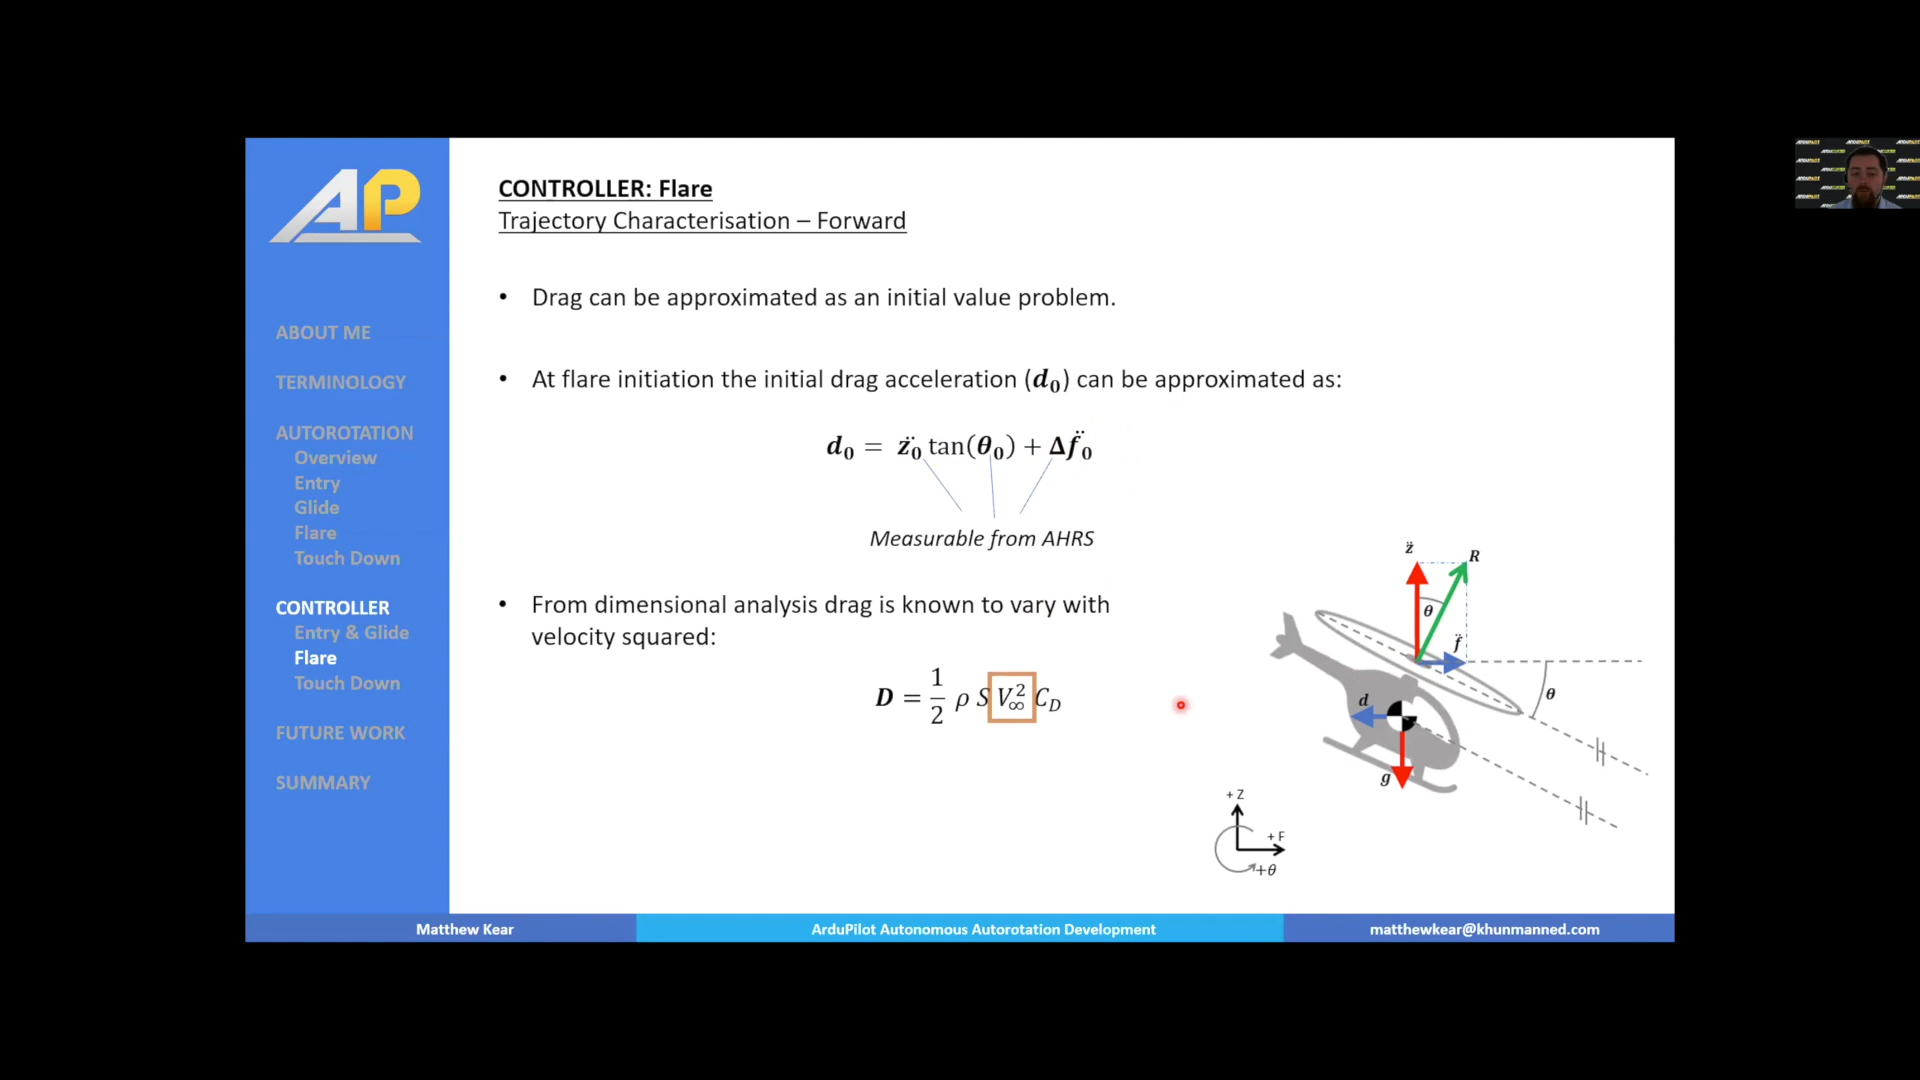 AP
ABOUT ME
TERMINOLOGY
AUTOROTATION
Overview
Entry
Glide
Flare
Touch Down
CONTROLLER
Entry & Glide
Flare
Touch Down
FUTURE WORK
SUMMARY
CONTROLLER: Flare
Trajectory Characterisation – Forward
• Drag can be approximated as an initial value problem.
• At flare initiation the initial drag acceleration (d₀) can be approximated as:
d₀ = z̈₀ tan(θ₀) + Δf̈₀
Measurable from AHRS
• From dimensional analysis drag is known to vary with
velocity squared:
D = 1/2 ρ S V∞² C_D
z̈
R
θ
f̈
θ
d
g
+ Z
+ F
+θ
Matthew Kear
ArduPilot Autonomous Autorotation Development
matthewkear@khunmanned.com